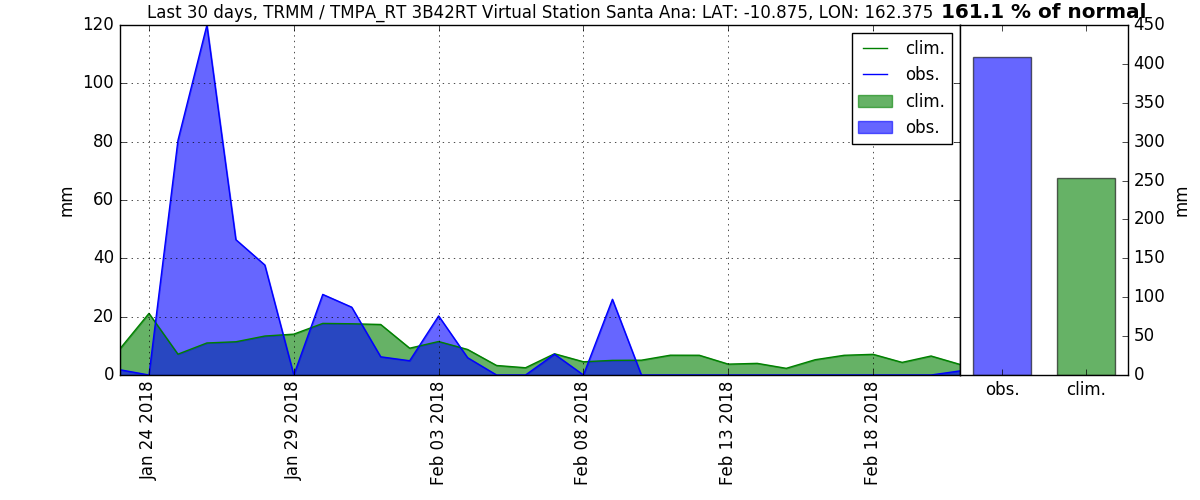 Last 30 days, TRMM / TMPA_RT 3B42RT Virtual Station Santa Ana: LAT: -10.875, LON: 162.375 161.1 % of normal
120
100
80
60
40
20
0
mm
clim.
obs.
clim.
obs.
450
400
350
300
250
200
150
100
50
0
mm
obs.
clim.
Jan 24 2018
Jan 29 2018
Feb 03 2018
Feb 08 2018
Feb 13 2018
Feb 18 2018